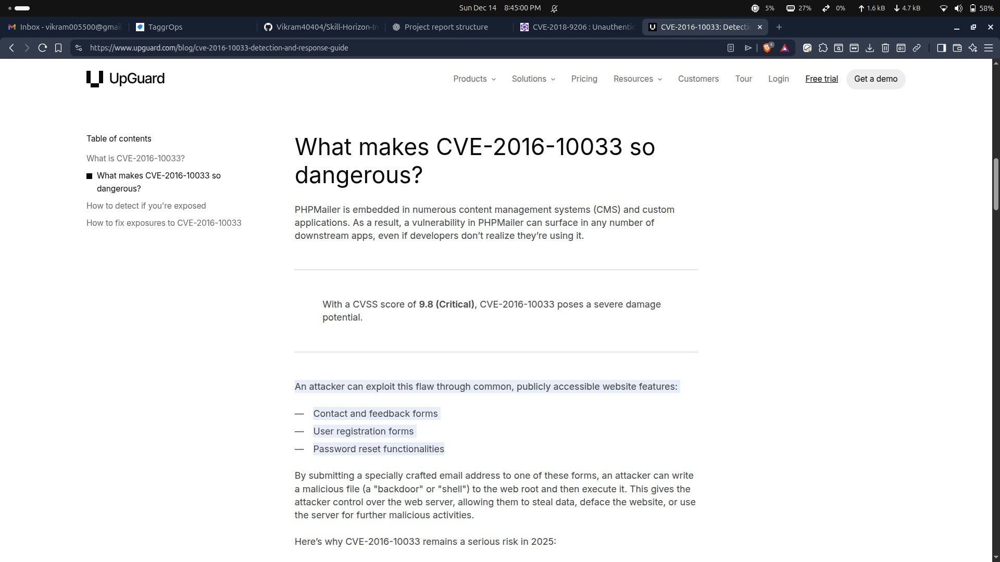 Sun Dec 14 8:45:00 PM
5% 27% 0% 1.6 kB 4.7 kB 58%
Inbox - vikram005500@gmai
TaggrOps
Vikram40404/Skill-Horizon-In
Project report structure
CVE-2018-9206 : Unauthentic
CVE-2016-10033: Detecti
https://www.upguard.com/blog/cve-2016-10033-detection-and-response-guide
4
UpGuard
Products
Solutions
Pricing
Resources
Customers
Tour
Login
Free trial
Get a demo
Table of contents
What is CVE-2016-10033?
What makes CVE-2016-10033 so
dangerous?
How to detect if you're exposed
How to fix exposures to CVE-2016-10033
What makes CVE-2016-10033 so
dangerous?
PHPMailer is embedded in numerous content management systems (CMS) and custom
applications. As a result, a vulnerability in PHPMailer can surface in any number of
downstream apps, even if developers don’t realize they’re using it.
With a CVSS score of 9.8 (Critical), CVE-2016-10033 poses a severe damage
potential.
An attacker can exploit this flaw through common, publicly accessible website features:
— Contact and feedback forms
— User registration forms
— Password reset functionalities
By submitting a specially crafted email address to one of these forms, an attacker can write
a malicious file (a "backdoor" or "shell") to the web root and then execute it. This gives the
attacker control over the web server, allowing them to steal data, deface the website, or use
the server for further malicious activities.
Here’s why CVE-2016-10033 remains a serious risk in 2025: